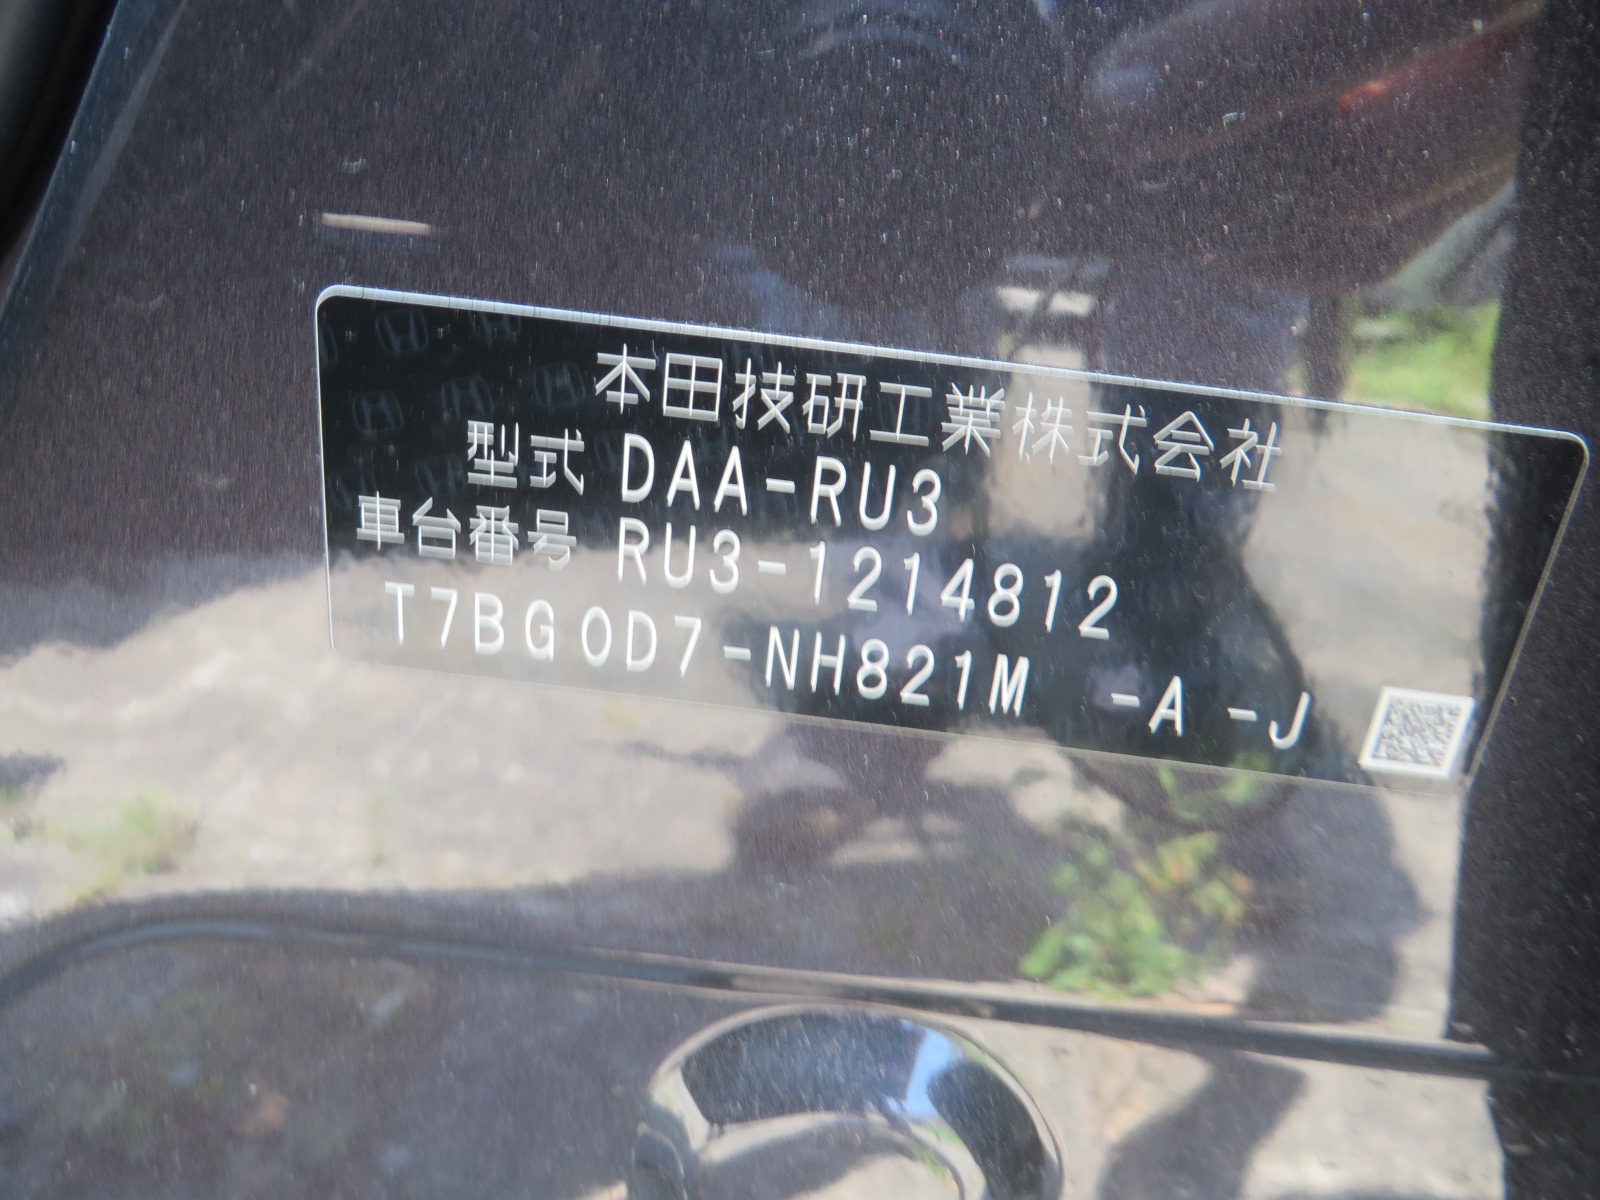 本田技研工業株式会社
型式 DAA-RU3
車台番号 RU3-1214812
T7BG0D7-NH821M -A -J